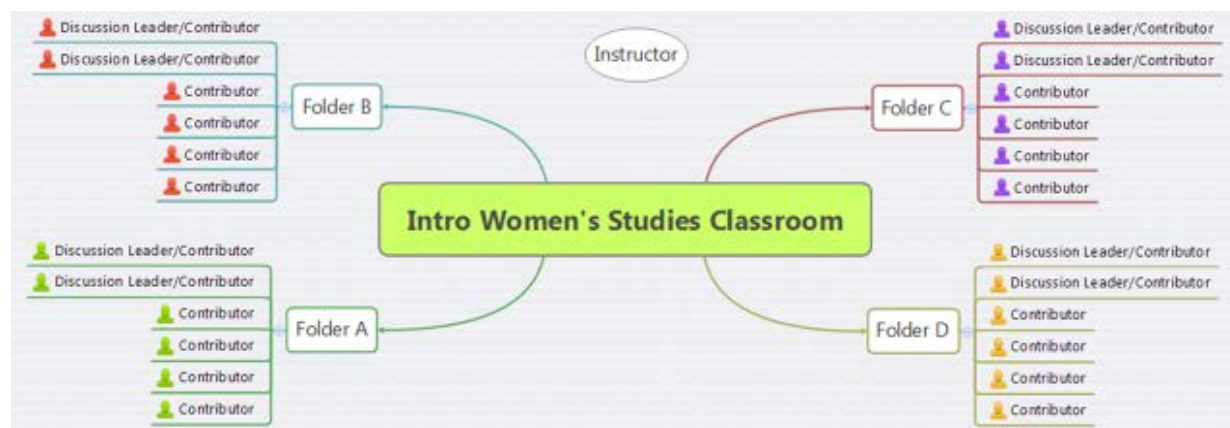 Discussion Leader/Contributor
Discussion Leader/Contributor
Contributor
Contributor
Contributor
Contributor
Folder B
Instructor
Discussion Leader/Contributor
Discussion Leader/Contributor
Contributor
Contributor
Contributor
Contributor
Folder C
Intro Women's Studies Classroom
Discussion Leader/Contributor
Discussion Leader/Contributor
Contributor
Contributor
Contributor
Contributor
Folder A
Discussion Leader/Contributor
Discussion Leader/Contributor
Contributor
Contributor
Contributor
Contributor
Folder D